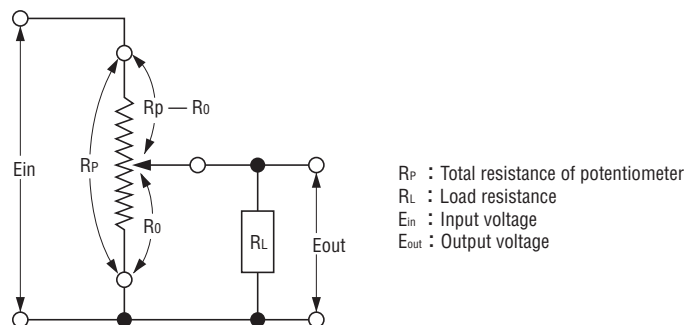 Rp — R0
Ein
RP
R0
RL
Eout
RP : Total resistance of potentiometer
RL : Load resistance
Ein : Input voltage
Eout : Output voltage